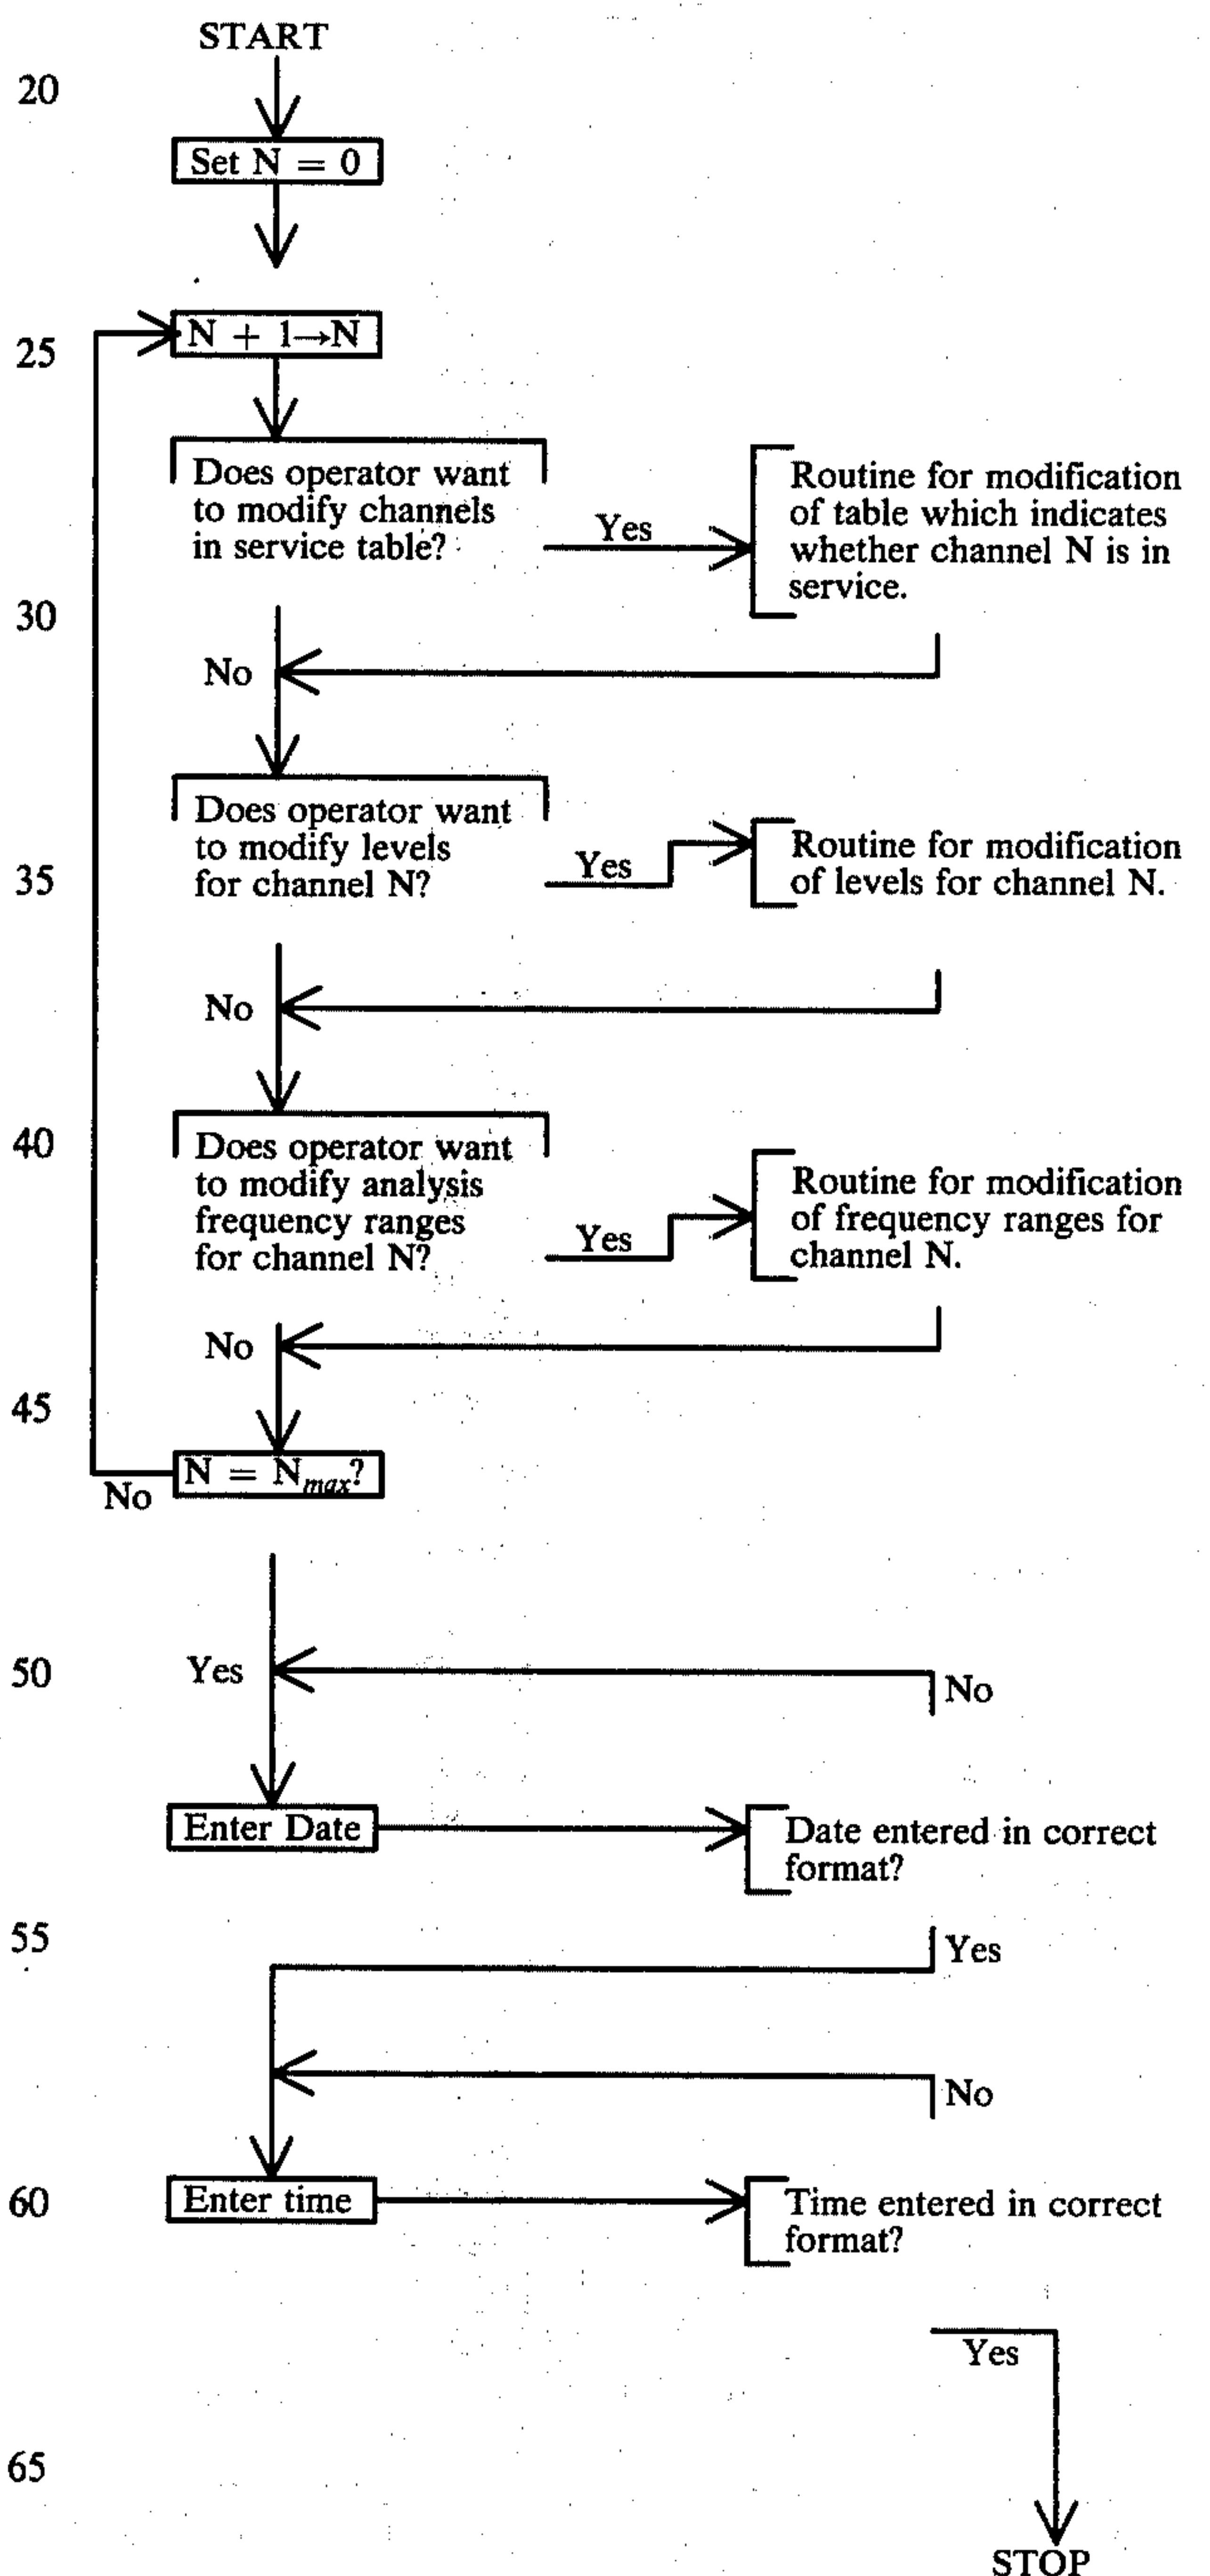 START
20
Set N = 0
N + 1→N
25
Does operator want
to modify channels
in service table?
Yes
Routine for modification
of table which indicates
whether channel N is in
service.
30
No
Does operator want
to modify levels
for channel N?
35
Yes
Routine for modification
of levels for channel N.
No
40
Does operator want
to modify analysis
frequency ranges
for channel N?
Yes
Routine for modification
of frequency ranges for
channel N.
No
45
N = Nmax?
No
50
Yes
No
Enter Date
Date entered in correct
format?
55
Yes
No
60
Enter time
Time entered in correct
format?
Yes
65
STOP